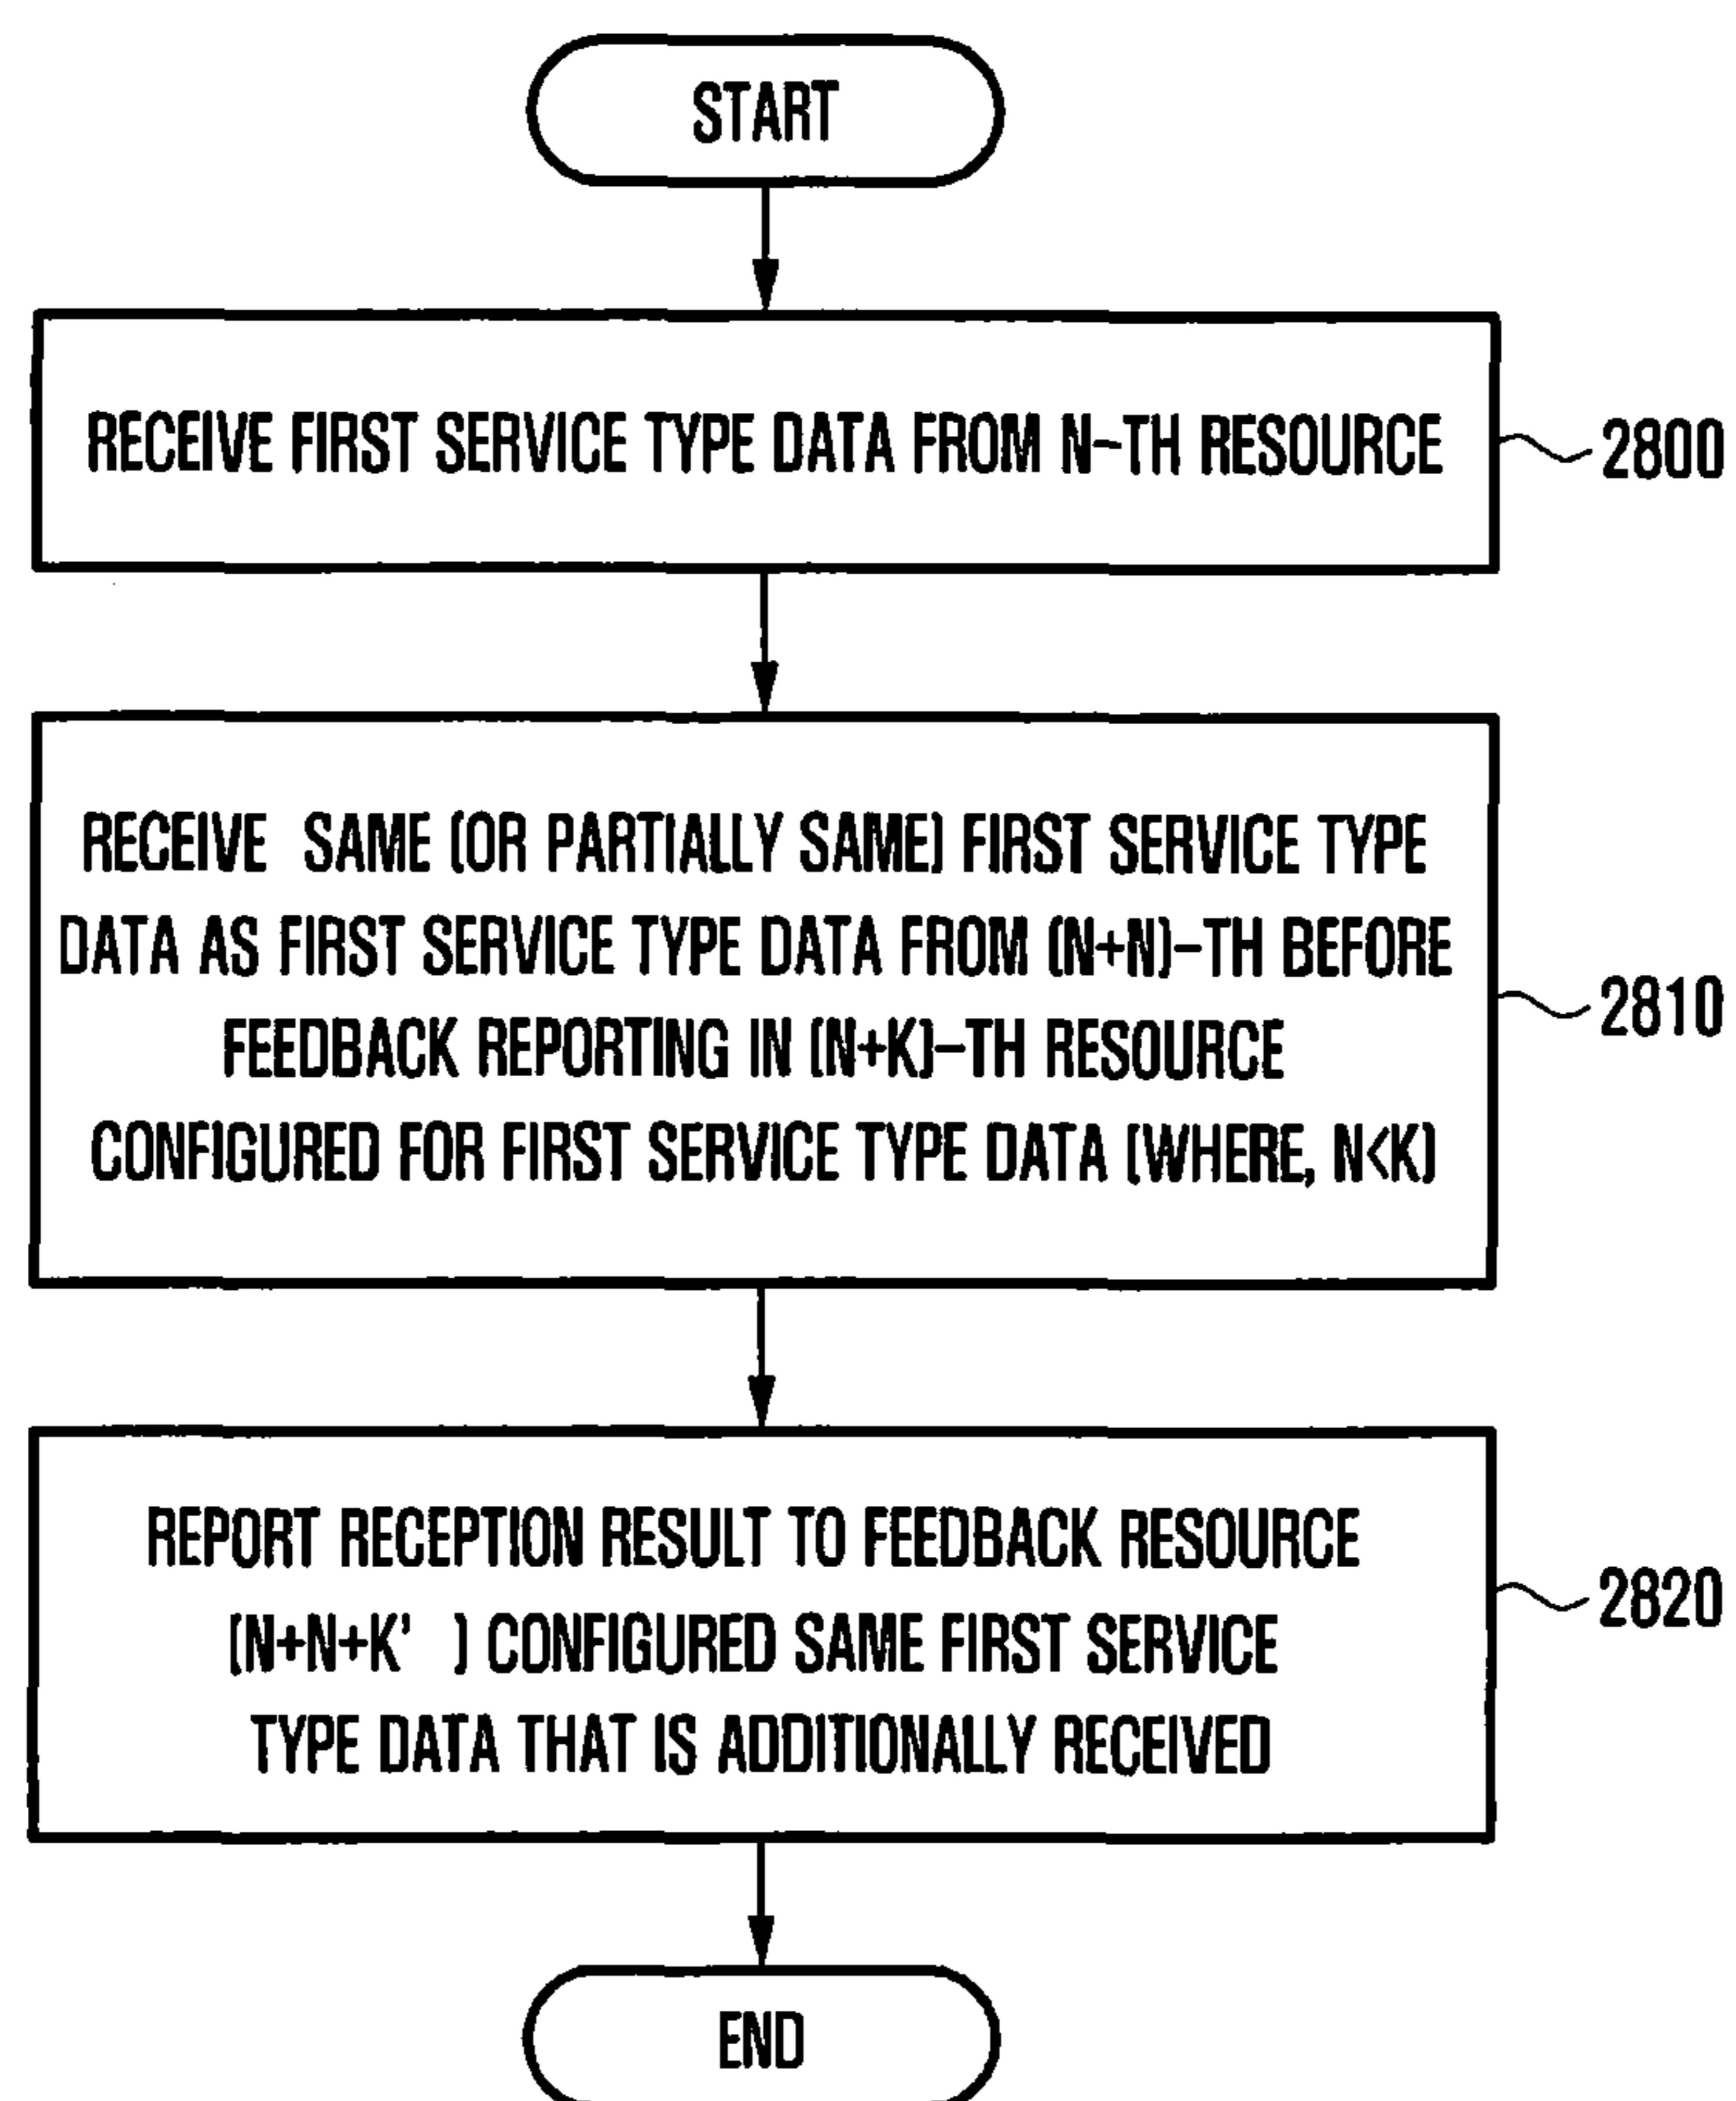 START
RECEIVE FIRST SERVICE TYPE DATA FROM N-TH RESOURCE
2800
RECEIVE SAME (OR PARTIALLY SAME) FIRST SERVICE TYPE
DATA AS FIRST SERVICE TYPE DATA FROM (N+N)-TH BEFORE
FEEDBACK REPORTING IN (N+K)-TH RESOURCE
CONFIGURED FOR FIRST SERVICE TYPE DATA (WHERE, N<K)
2810
REPORT RECEPTION RESULT TO FEEDBACK RESOURCE
(N+N+K' ) CONFIGURED SAME FIRST SERVICE
TYPE DATA THAT IS ADDITIONALLY RECEIVED
2820
END